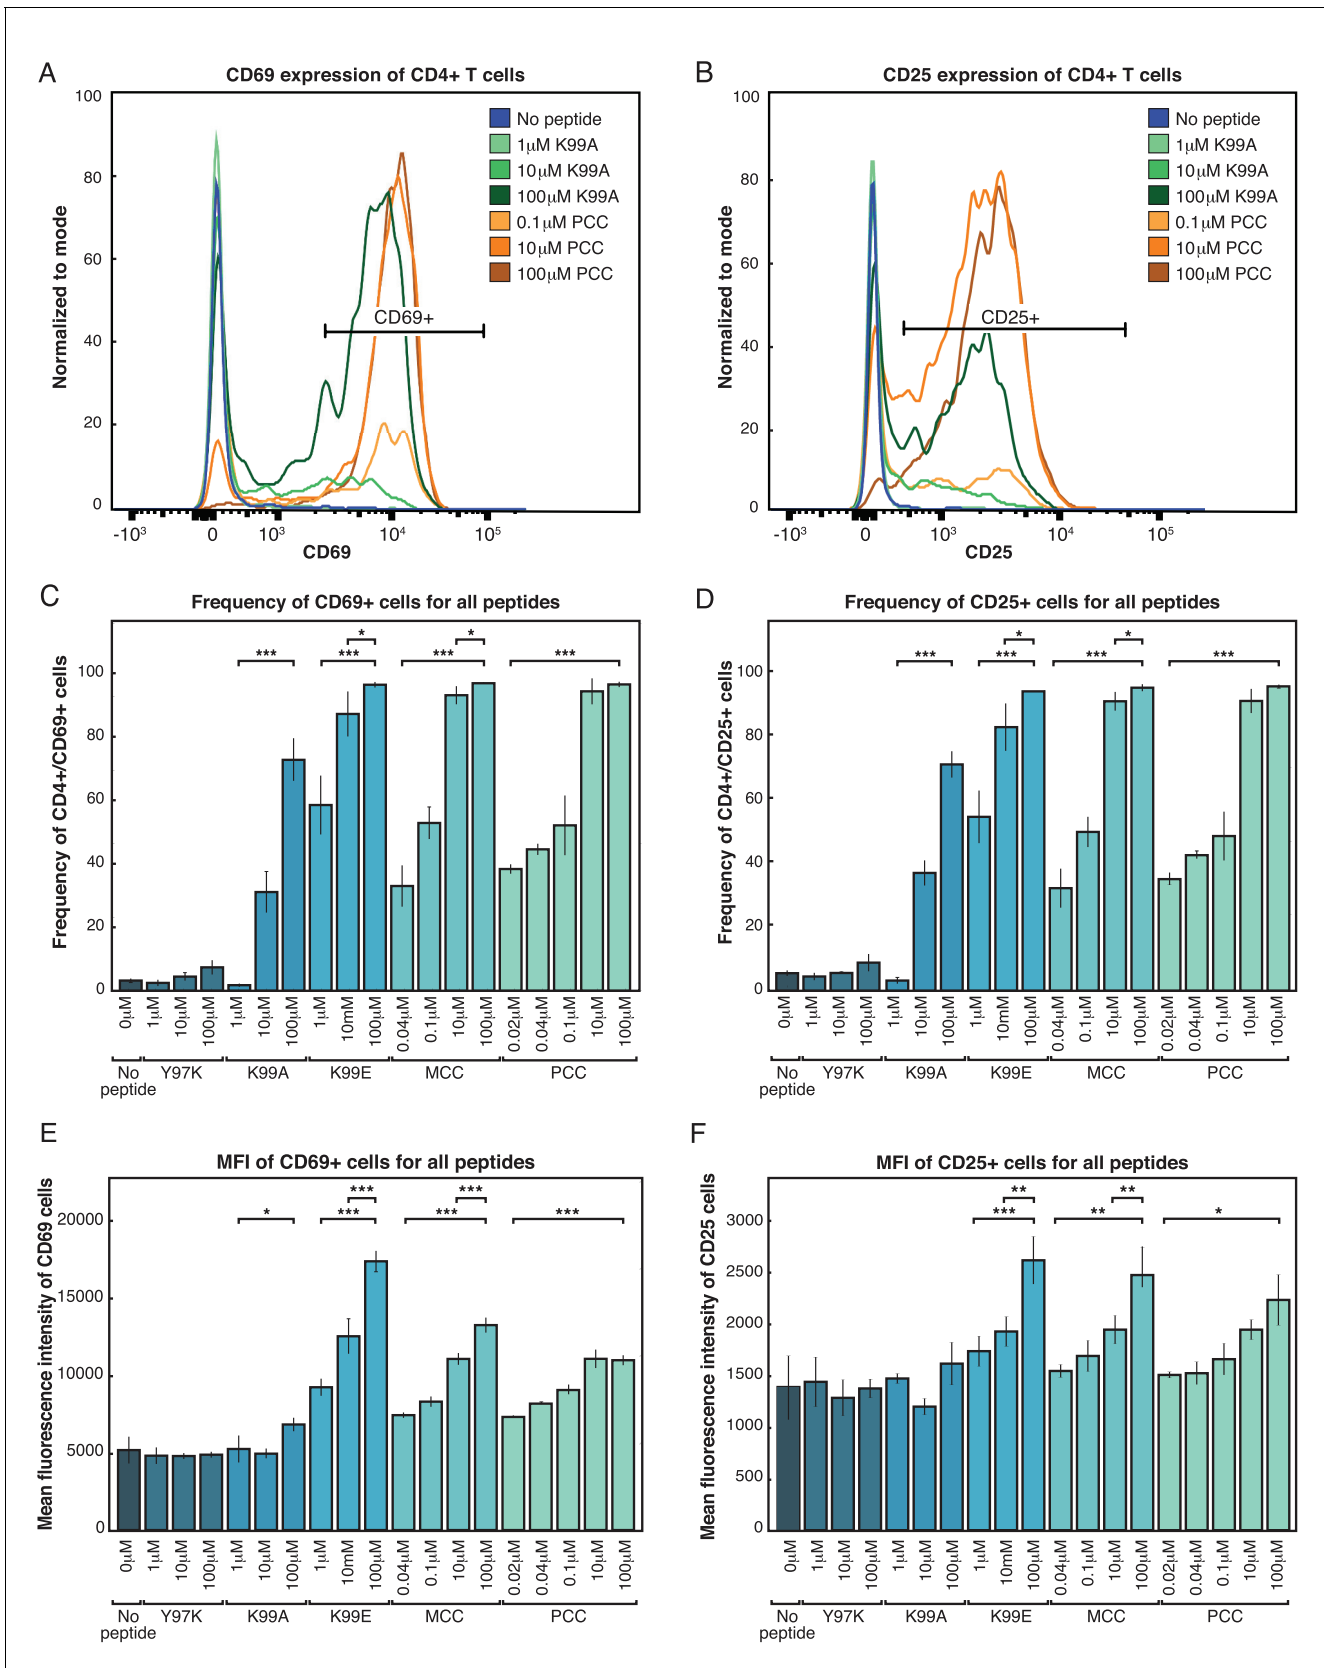 A
CD69 expression of CD4+ T cells
Normalized to mode
100
80
60
40
20
0
No peptide
1μM K99A
10μM K99A
100μM K99A
0.1μM PCC
10μM PCC
100μM PCC
CD69+
-10³ 0 10³ 10⁴ 10⁵
CD69
B
CD25 expression of CD4+ T cells
Normalized to mode
100
80
60
40
20
0
No peptide
1μM K99A
10μM K99A
100μM K99A
0.1μM PCC
10μM PCC
100μM PCC
CD25+
-10³ 0 10³ 10⁴ 10⁵
CD25
C
Frequency of CD69+ cells for all peptides
Frequency of CD4+/CD69+ cells
* *
*** *** *** ***
100
80
60
40
20
0
0μM 1μM 10μM 100μM 1μM 10μM 100μM 1μM 10mM 100μM 0.04μM 0.1μM 10μM 100μM 0.02μM 0.04μM 0.1μM 10μM 100μM
No peptide Y97K K99A K99E MCC PCC
D
Frequency of CD25+ cells for all peptides
Frequency of CD4+/CD25+ cells
* *
*** *** *** ***
100
80
60
40
20
0
0μM 1μM 10μM 100μM 1μM 10μM 100μM 1μM 10mM 100μM 0.04μM 0.1μM 10μM 100μM 0.02μM 0.04μM 0.1μM 10μM 100μM
No peptide Y97K K99A K99E MCC PCC
E
MFI of CD69+ cells for all peptides
Mean fluorescence intensity of CD69 cells
*** ***
* *** *** ***
20000
15000
10000
5000
0
0μM 1μM 10μM 100μM 1μM 10μM 100μM 1μM 10mM 100μM 0.04μM 0.1μM 10μM 100μM 0.02μM 0.04μM 0.1μM 10μM 100μM
No peptide Y97K K99A K99E MCC PCC
F
MFI of CD25+ cells for all peptides
Mean fluorescence intensity of CD25 cells
** **
*** ** *
3000
2500
2000
1500
1000
500
0
0μM 1μM 10μM 100μM 1μM 10μM 100μM 1μM 10mM 100μM 0.04μM 0.1μM 10μM 100μM 0.02μM 0.04μM 0.1μM 10μM 100μM
No peptide Y97K K99A K99E MCC PCC